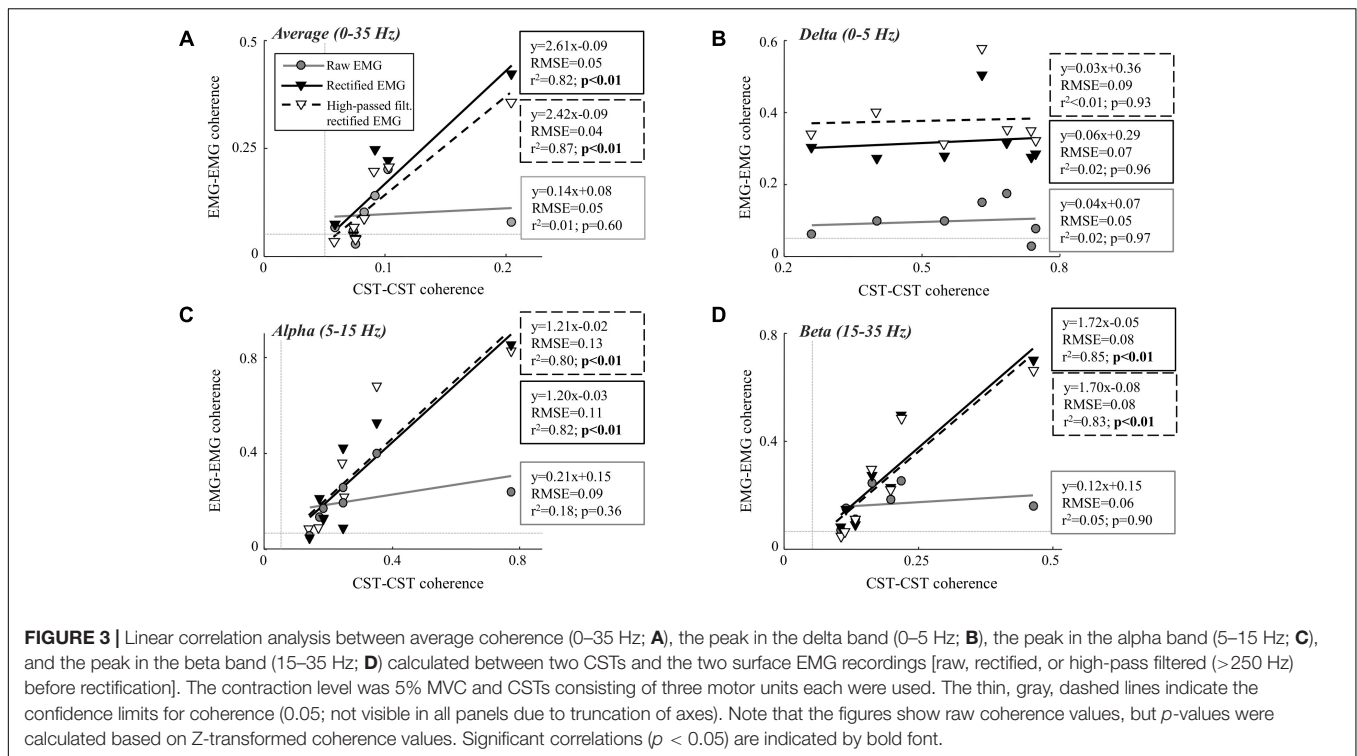 A
Average (0-35 Hz)
0.5
0.25
0
EMG-EMG coherence
Raw EMG
Rectified EMG
High-passed filt.
rectified EMG
0
0.1
0.2
CST-CST coherence
y=2.61x-0.09
RMSE=0.05
r²=0.82; p<0.01
y=2.42x-0.09
RMSE=0.04
r²=0.87; p<0.01
y=0.14x+0.08
RMSE=0.05
r²=0.01; p=0.60
B
Delta (0-5 Hz)
0.6
0.4
0.2
0
EMG-EMG coherence
0.2
0.5
0.8
CST-CST coherence
y=0.03x+0.36
RMSE=0.09
r²<0.01; p=0.93
y=0.06x+0.29
RMSE=0.07
r²=0.02; p=0.96
y=0.04x+0.07
RMSE=0.05
r²=0.02; p=0.97
C
Alpha (5-15 Hz)
0.8
0.4
0
EMG-EMG coherence
0
0.4
0.8
CST-CST coherence
y=1.21x-0.02
RMSE=0.13
r²=0.80; p<0.01
y=1.20x-0.03
RMSE=0.11
r²=0.82; p<0.01
y=0.21x+0.15
RMSE=0.09
r²=0.18; p=0.36
D
Beta (15-35 Hz)
0.8
0.4
0
EMG-EMG coherence
0
0.25
0.5
CST-CST coherence
y=1.72x-0.05
RMSE=0.08
r²=0.85; p<0.01
y=1.70x-0.08
RMSE=0.08
r²=0.83; p<0.01
y=0.12x+0.15
RMSE=0.06
r²=0.05; p=0.90
FIGURE 3 | Linear correlation analysis between average coherence (0–35 Hz; A), the peak in the delta band (0–5 Hz; B), the peak in the alpha band (5–15 Hz; C),
and the peak in the beta band (15–35 Hz; D) calculated between two CSTs and the two surface EMG recordings [raw, rectified, or high-pass filtered (>250 Hz)
before rectification]. The contraction level was 5% MVC and CSTs consisting of three motor units each were used. The thin, gray, dashed lines indicate the
confidence limits for coherence (0.05; not visible in all panels due to truncation of axes). Note that the figures show raw coherence values, but p-values were
calculated based on Z-transformed coherence values. Significant correlations (p < 0.05) are indicated by bold font.